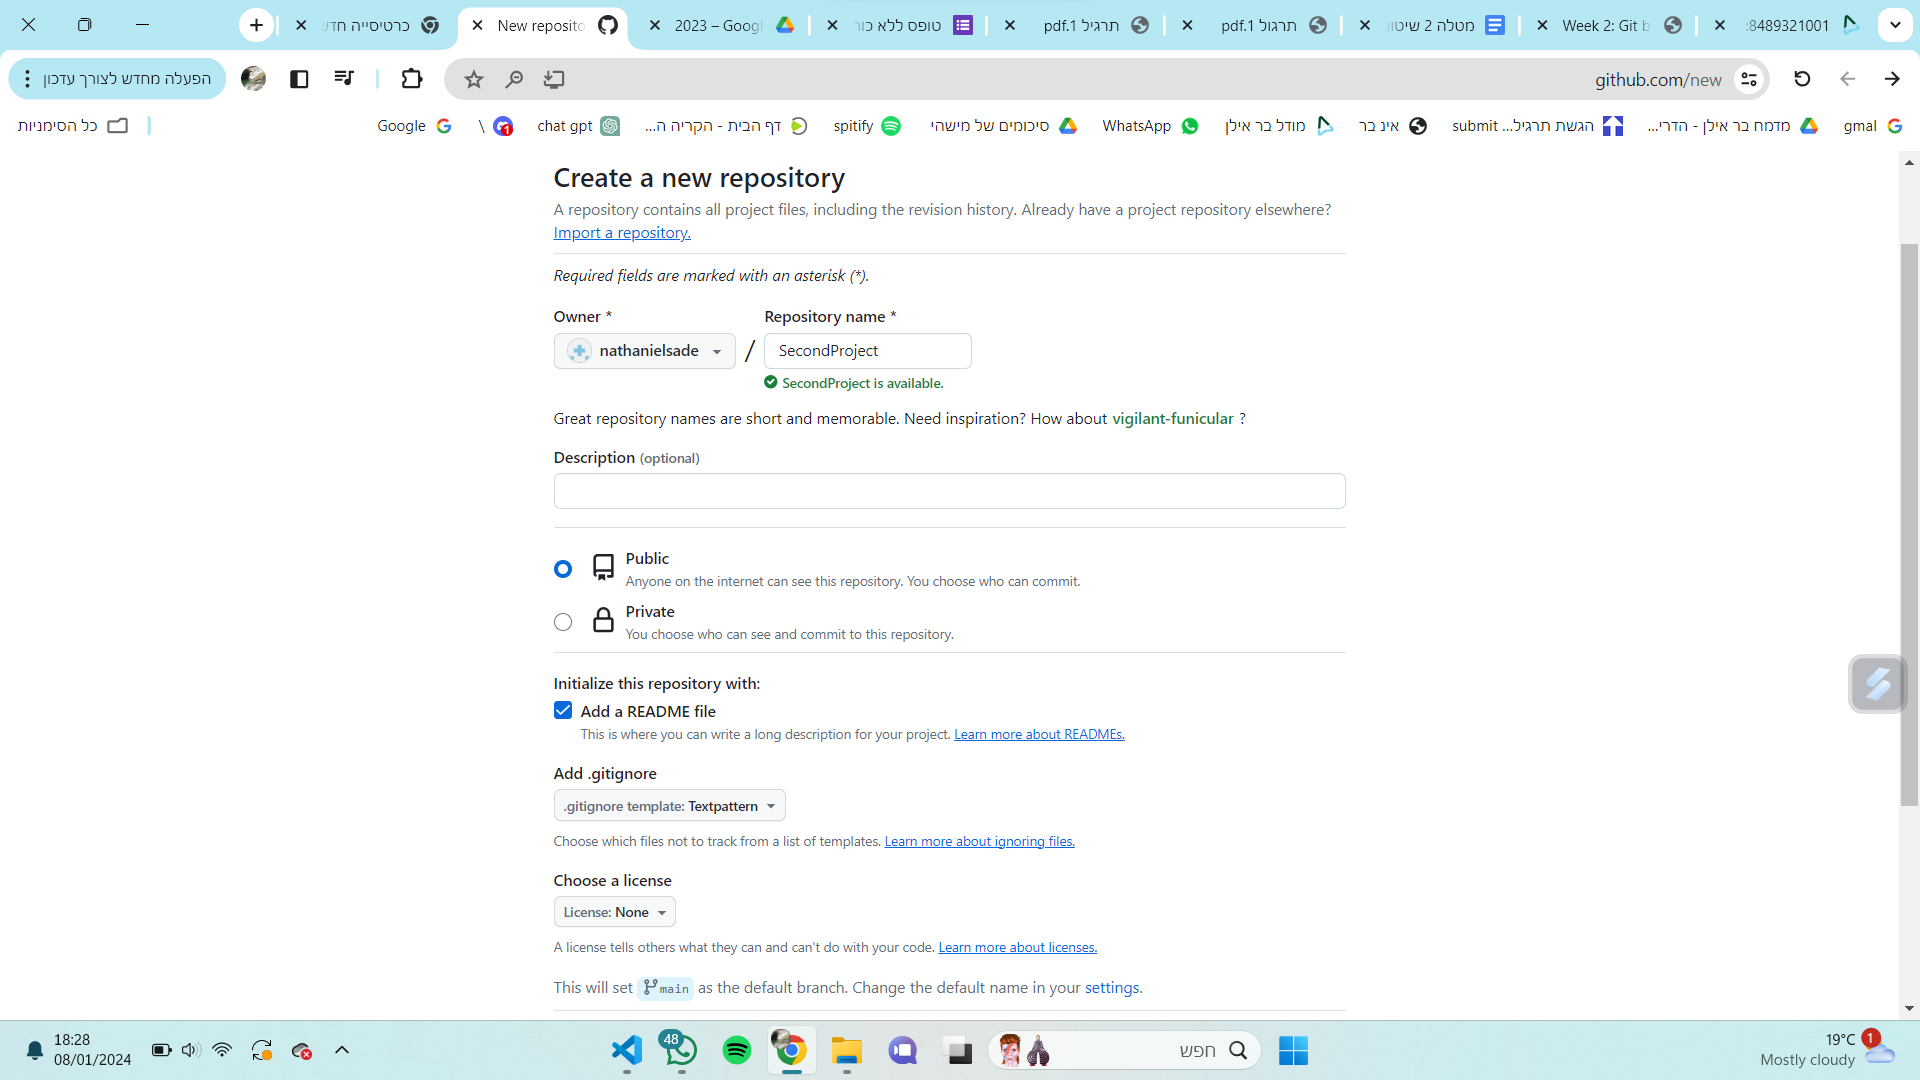 כרטיסייה חדש
New reposito
2023 – Googl
טופס ללא כור
תרגיל 1.pdf
תרגול 1.pdf
מטלה 2 שיטו
Week 2: Git b
:8489321001
הפעלה מחדש לצורך עדכון
github.com/new
כל הסימניות
Google
\
1
chat gpt
דף הבית - הקריה ה...
spitify
סיכומים של מישהי
WhatsApp
מודל בר אילן
אינ בר
submit הגשת תרגיל...
מדמח בר אילן - הדרי...
gmal
Create a new repository
A repository contains all project files, including the revision history. Already have a project repository elsewhere?
Import a repository.
Required fields are marked with an asterisk (*).
Owner *
Repository name *
nathanielsade
/
SecondProject
SecondProject is available.
Great repository names are short and memorable. Need inspiration? How about vigilant-funicular ?
Description (optional)
Public
Anyone on the internet can see this repository. You choose who can commit.
Private
You choose who can see and commit to this repository.
Initialize this repository with:
Add a README file
This is where you can write a long description for your project. Learn more about READMEs.
Add .gitignore
.gitignore template: Textpattern
Choose which files not to track from a list of templates. Learn more about ignoring files.
Choose a license
License: None
A license tells others what they can and can't do with your code. Learn more about licenses.
This will set main as the default branch. Change the default name in your settings.
18:28
08/01/2024
48
חפש
19°C
Mostly cloudy
1